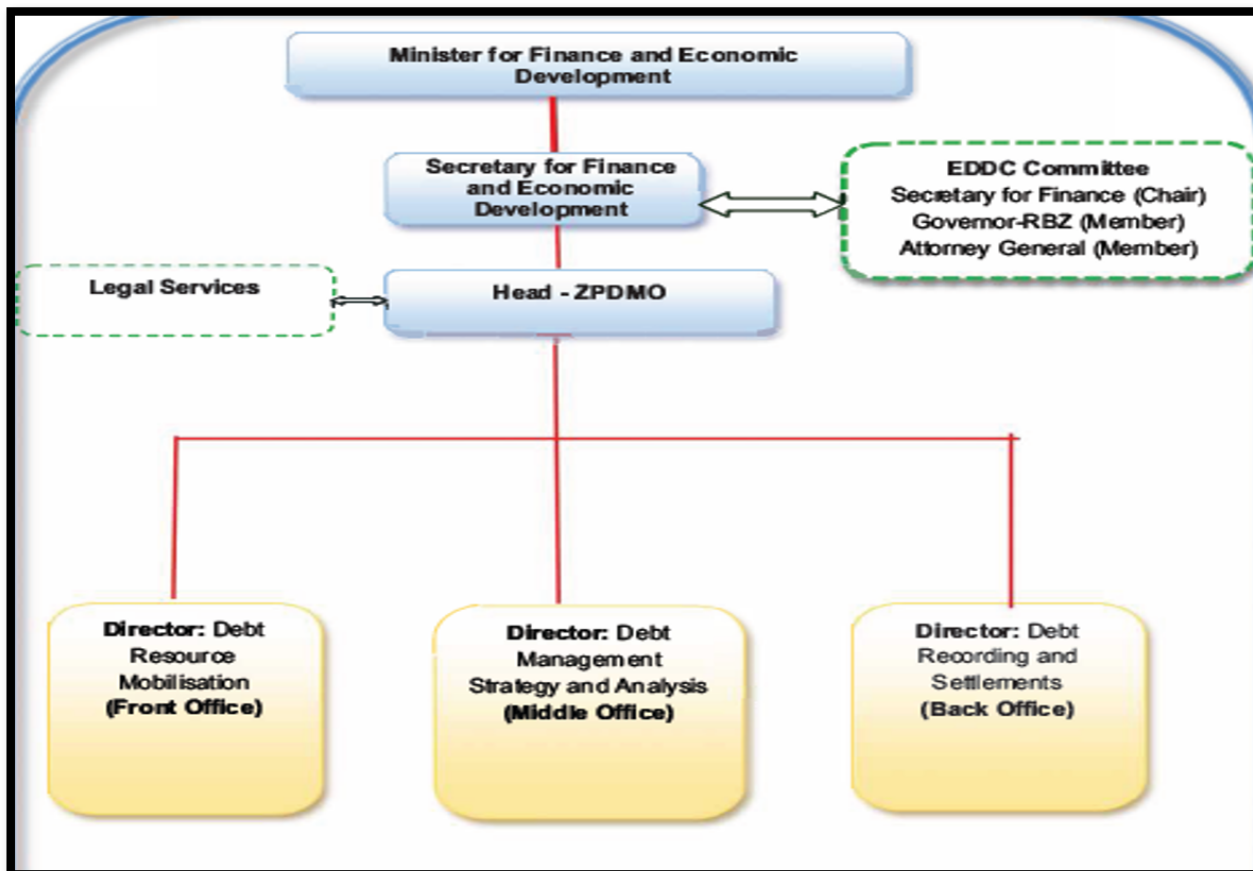 Minister for Finance and Economic
Development
Secretary for Finance
and Economic
Development
EDDC Committee
Secretary for Finance (Chair)
Governor-RBZ (Member)
Attorney General (Member)
Legal Services
Head - ZPDMO
Director: Debt
Resource
Mobilisation
(Front Office)
Director: Debt
Management
Strategy and Analysis
(Middle Office)
Director: Debt
Recording and
Settlements
(Back Office)